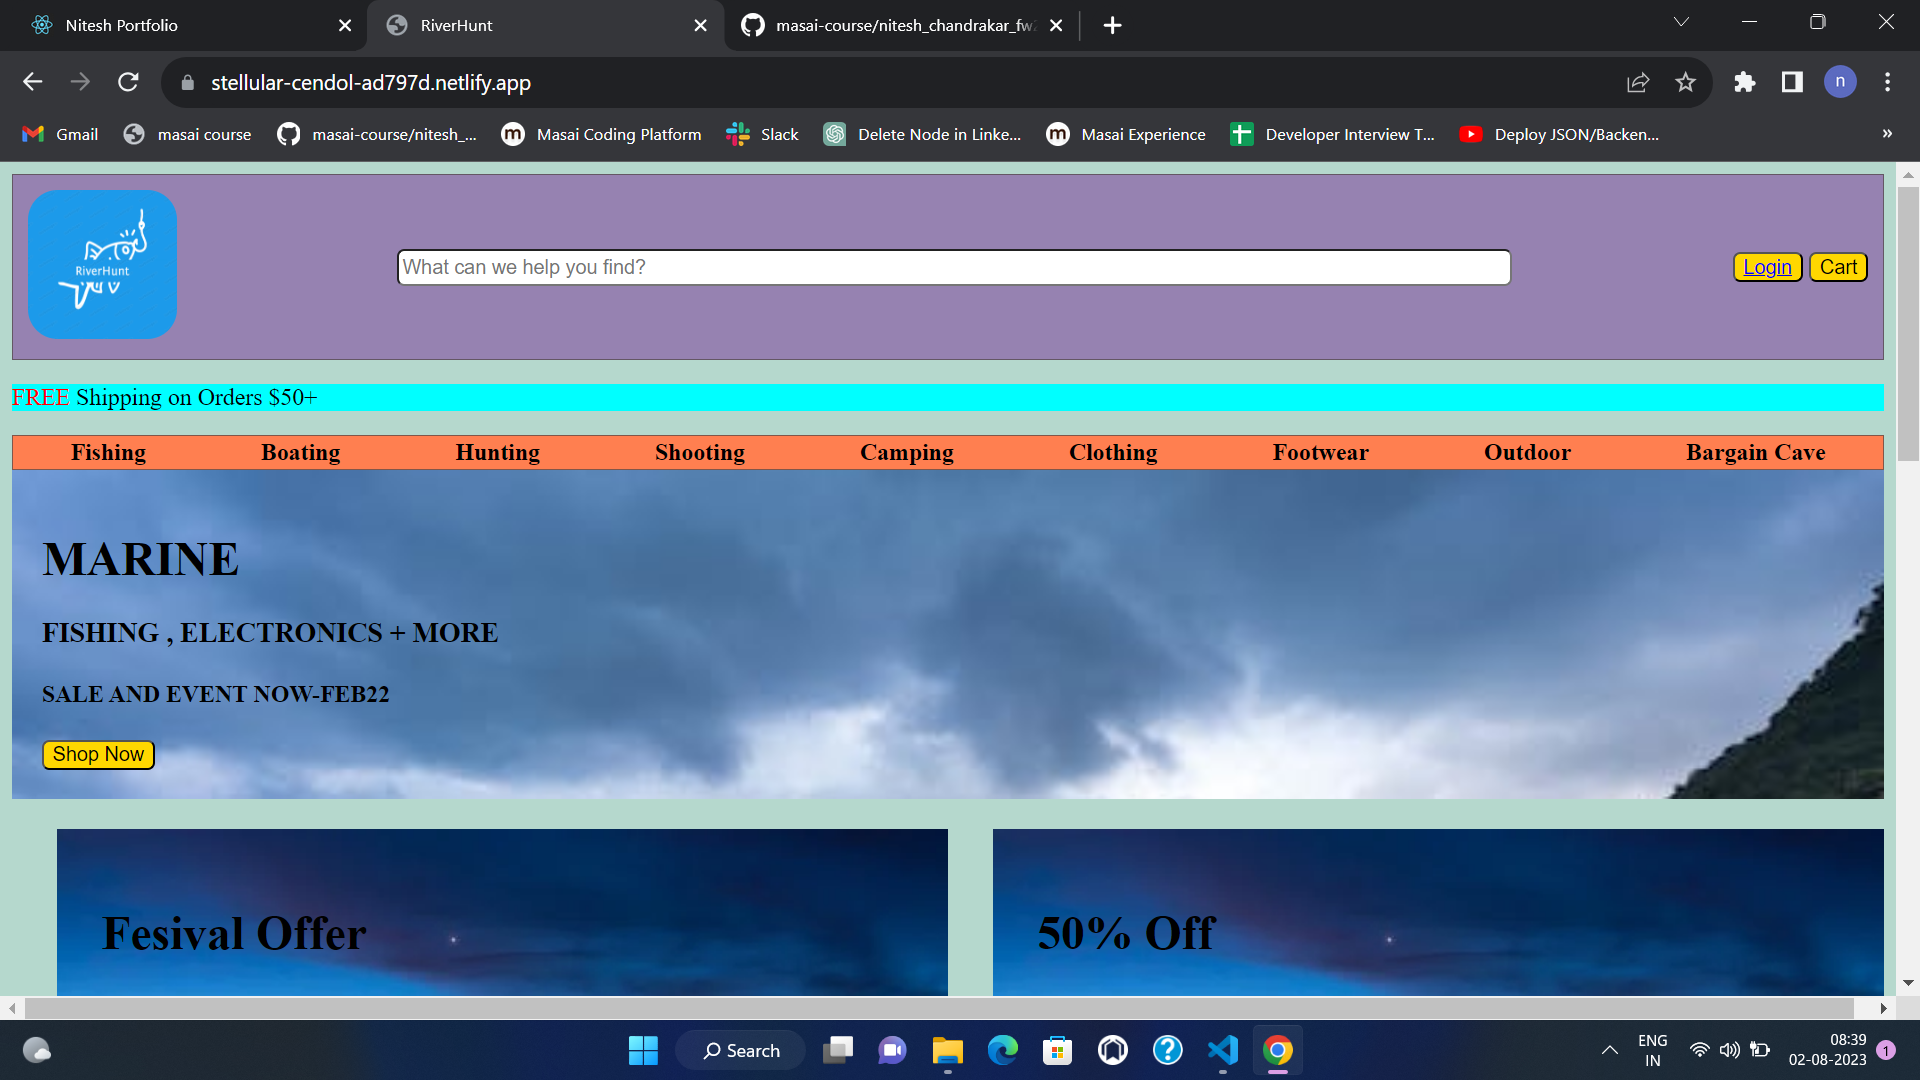 Nitesh Portfolio
RiverHunt
masai-course/nitesh_chandrakar_fw
stellular-cendol-ad797d.netlify.app
n
Gmail
masai course
masai-course/nitesh_...
Masai Coding Platform
Slack
Delete Node in Linke...
Masai Experience
Developer Interview T...
Deploy JSON/Backen...
»
RiverHunt
What can we help you find?
Login
Cart
FREE Shipping on Orders $50+
Fishing
Boating
Hunting
Shooting
Camping
Clothing
Footwear
Outdoor
Bargain Cave
MARINE
FISHING , ELECTRONICS + MORE
SALE AND EVENT NOW-FEB22
Shop Now
Fesival Offer
50% Off
Search
ENG
IN
08:39
02-08-2023
1